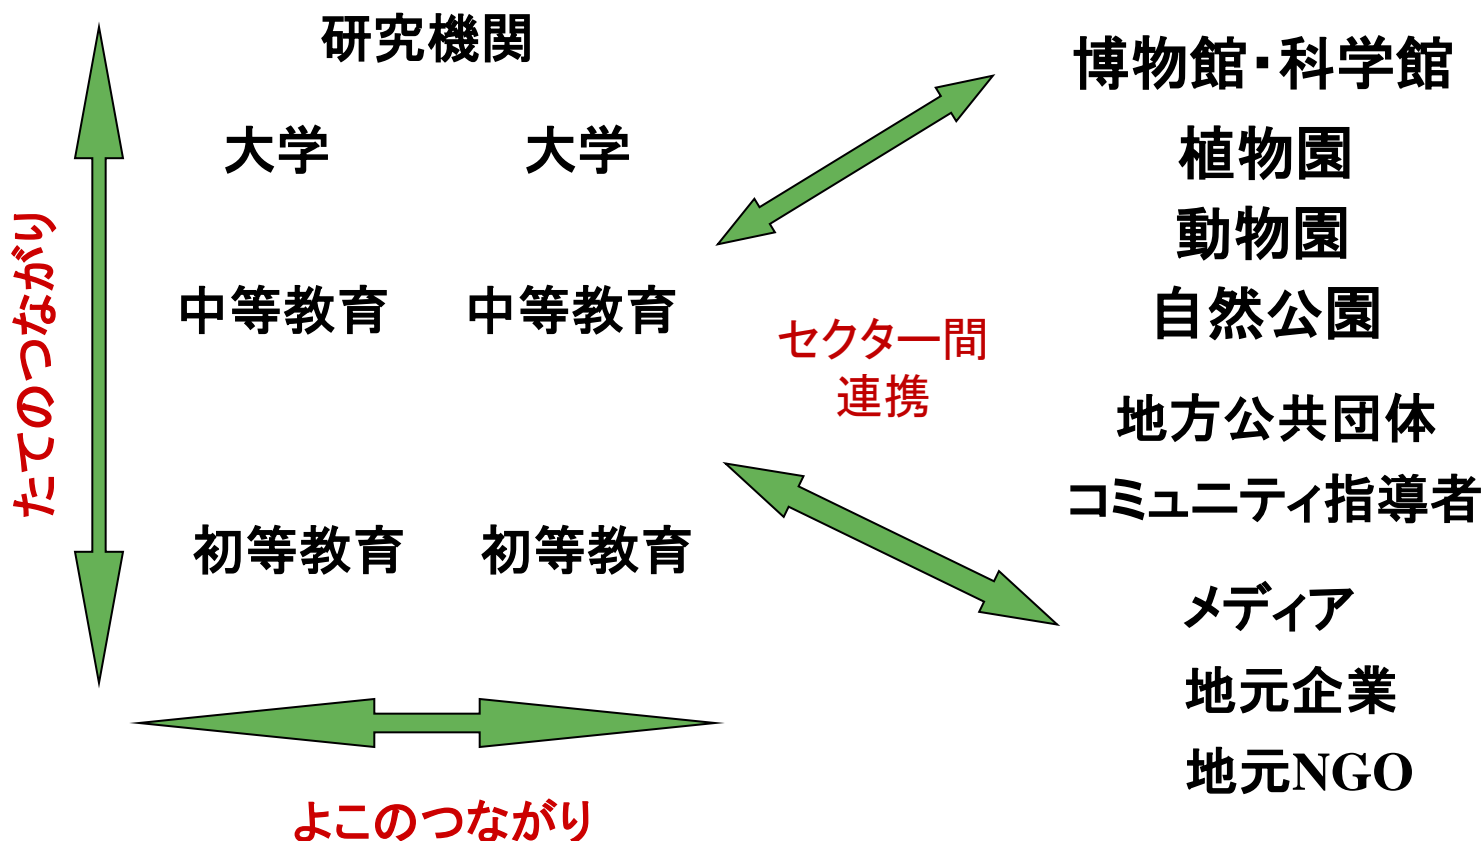 研究機関
大学 大学
中等教育 中等教育
初等教育 初等教育
たてのつながり
よこのつながり
セクター間
連携
博物館・科学館
植物園
動物園
自然公園
地方公共団体
コミュニティ指導者
メディア
地元企業
地元NGO